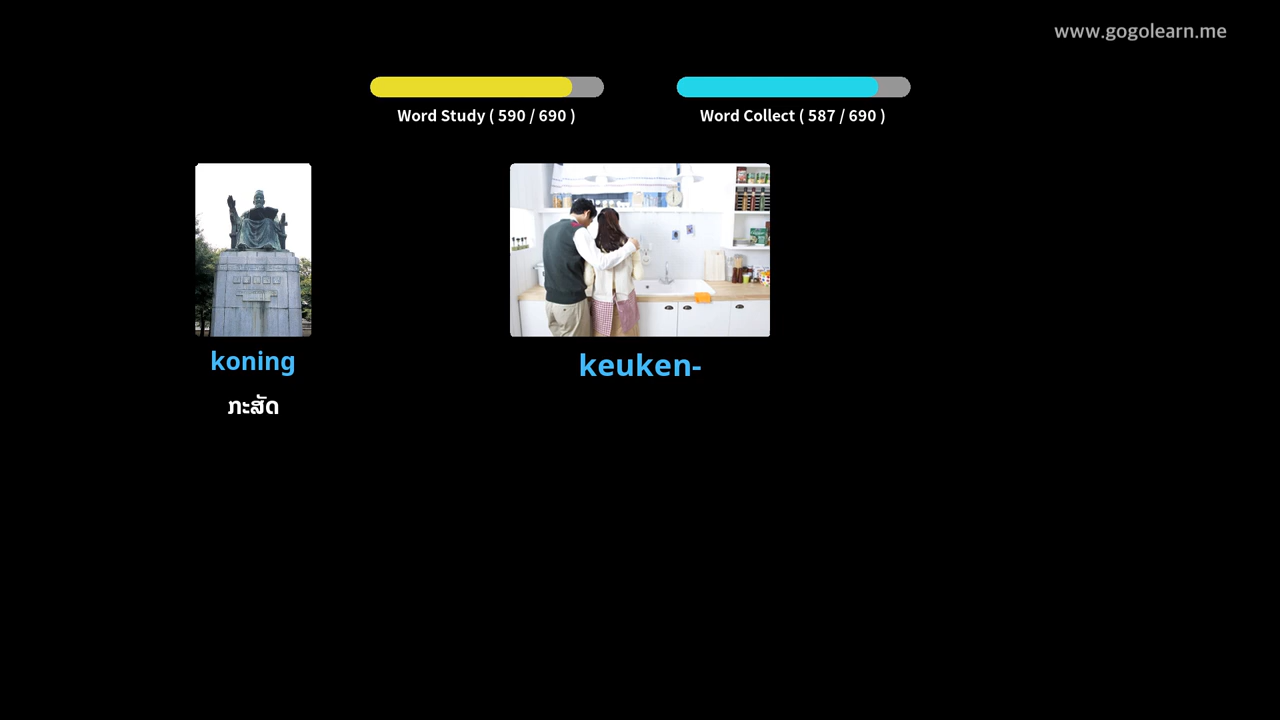 www.gogolearn.me
Word Study ( 590 / 690 )
Word Collect ( 587 / 690 )
koning
ກະສັດ
keuken-